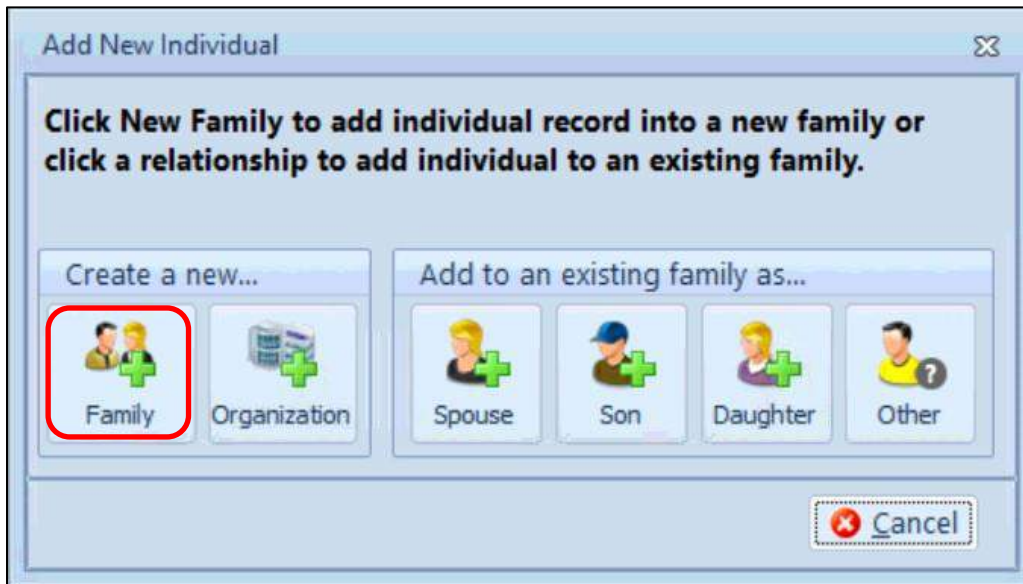 Add New Individual
Click New Family to add individual record into a new family or
click a relationship to add individual to an existing family.
Create a new...
Add to an existing family as...
Family
Organization
Spouse
Son
Daughter
Other
?
Cancel